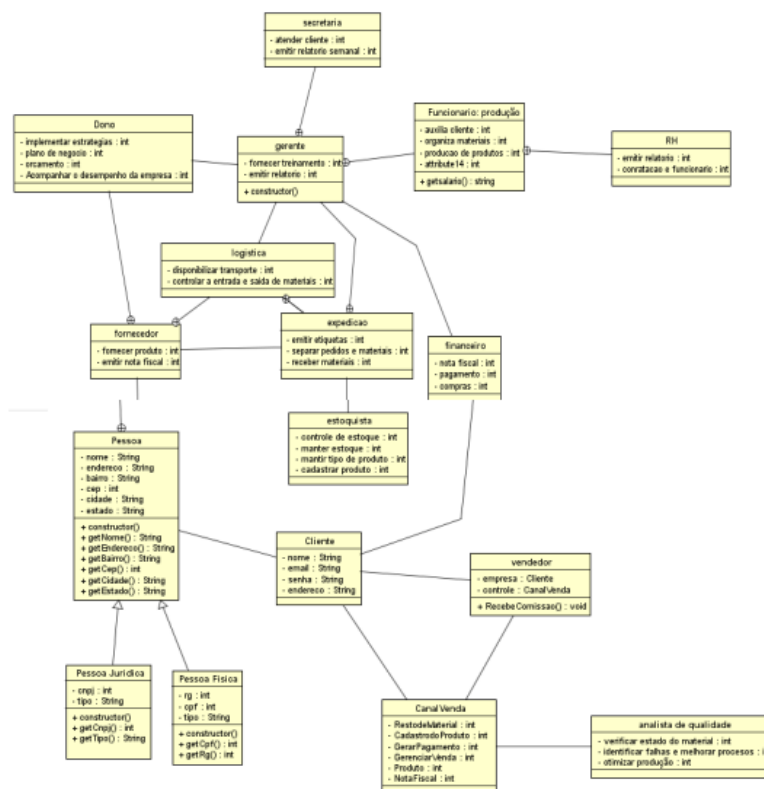 secretaria
- atender cliente : int
- emitir relatorio semanal : int
Dono
- implementar estrategias : int
- plano de negocio : int
- orcamento : int
- Acompanhar o desempenho da empresa : int
gerente
- fornecer treinamento : int
- emitir relatorio : int
+ constructor()
Funcionario: produção
- auxilia cliente : int
- organiza materiais : int
- producao de produtos : int
- attribute14 : int
+ getsalario() : string
RH
- emitir relatorio : int
- conratacao e funcionario : int
logistica
- disponibilizar transporte : int
- controlar a entrada e saida de materiais : int
fornecedor
- fornecer produto : int
- emitir nota fiscal : int
expedicao
- emitir etiquetas : int
- separar pedidos e materiais : int
- receber materiais : int
financeiro
- nota fiscal : int
- pagamento : int
- compras : int
estoquista
- controle de estoque : int
- manter estoque : int
- mantir tipo de produto : int
- cadastrar produto : int
Pessoa
- nome : String
- endereco : String
- bairro : String
- cep : int
- cidade : String
- estado : String
+ constructor()
+ getNome() : String
+ getEndereco() : String
+ getBairro() : String
+ getCep() : int
+ getCidade() : String
+ getEstado() : String
Cliente
- nome : String
- email : String
- senha : String
- endereco : String
vendedor
- empresa : Cliente
- controle : CanalVenda
+ RecebeComissao() : void
Pessoa Juridica
- cnpj : int
- tipo : String
+ constructor()
+ getCnpj() : int
+ getTipo() : String
Pessoa Fisica
- rg : int
- cpf : int
- tipo : String
+ constructor()
+ getCpf() : int
+ getRg() : int
CanalVenda
- RestodeMaterial : int
- CadastrodoProduto : int
- GerarPagamento : int
- GerenciarVenda : int
- Produto : int
- NotaFiscal : int
analista de qualidade
- verificar estado do material : int
- identificar falhas e melhorar procesos : i
- otimizar produção : int